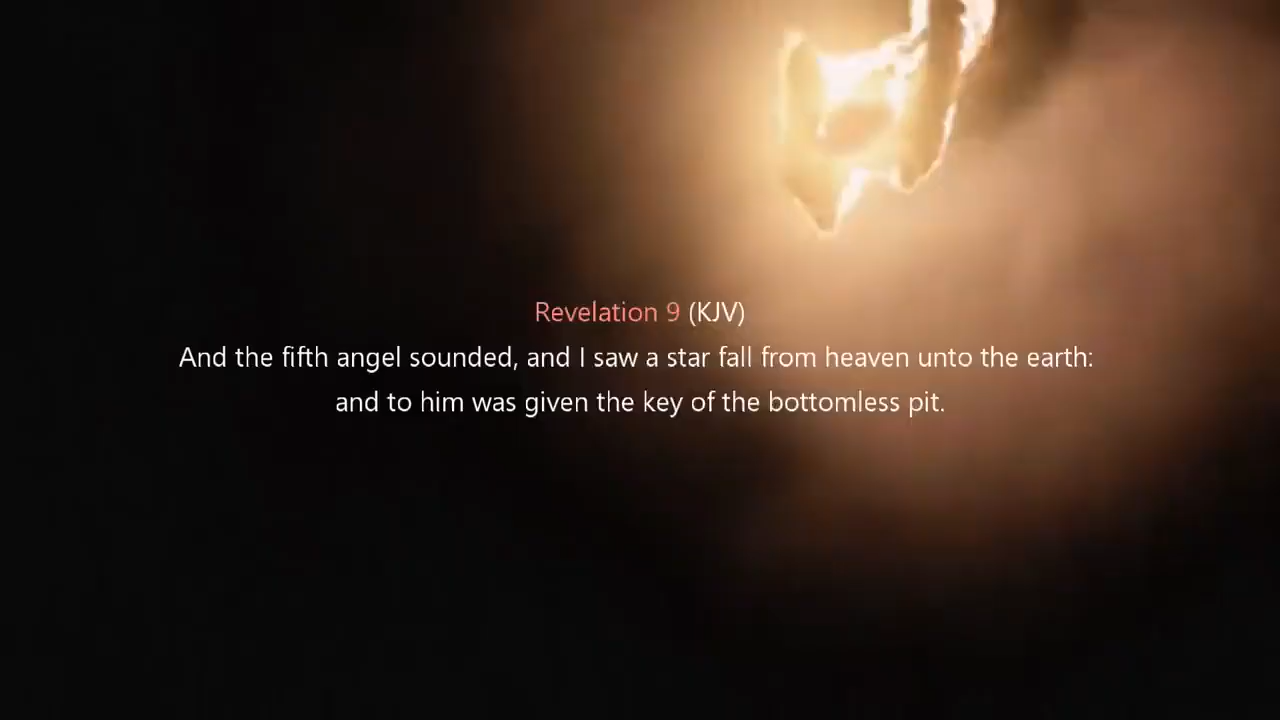 Revelation 9 (KJV)
And the fifth angel sounded, and I saw a star fall from heaven unto the earth:
and to him was given the key of the bottomless pit.